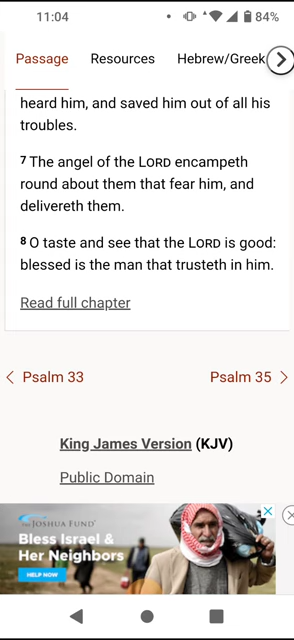 11:04
84%
Passage Resources Hebrew/Greek
heard him, and saved him out of all his
troubles.
7 The angel of the LORD encampeth
round about them that fear him, and
delivereth them.
8 O taste and see that the LORD is good:
blessed is the man that trusteth in him.
Read full chapter
Psalm 33
Psalm 35
King James Version (KJV)
Public Domain
THE JOSHUA FUND
Bless Israel &
Her Neighbors
HELP NOW